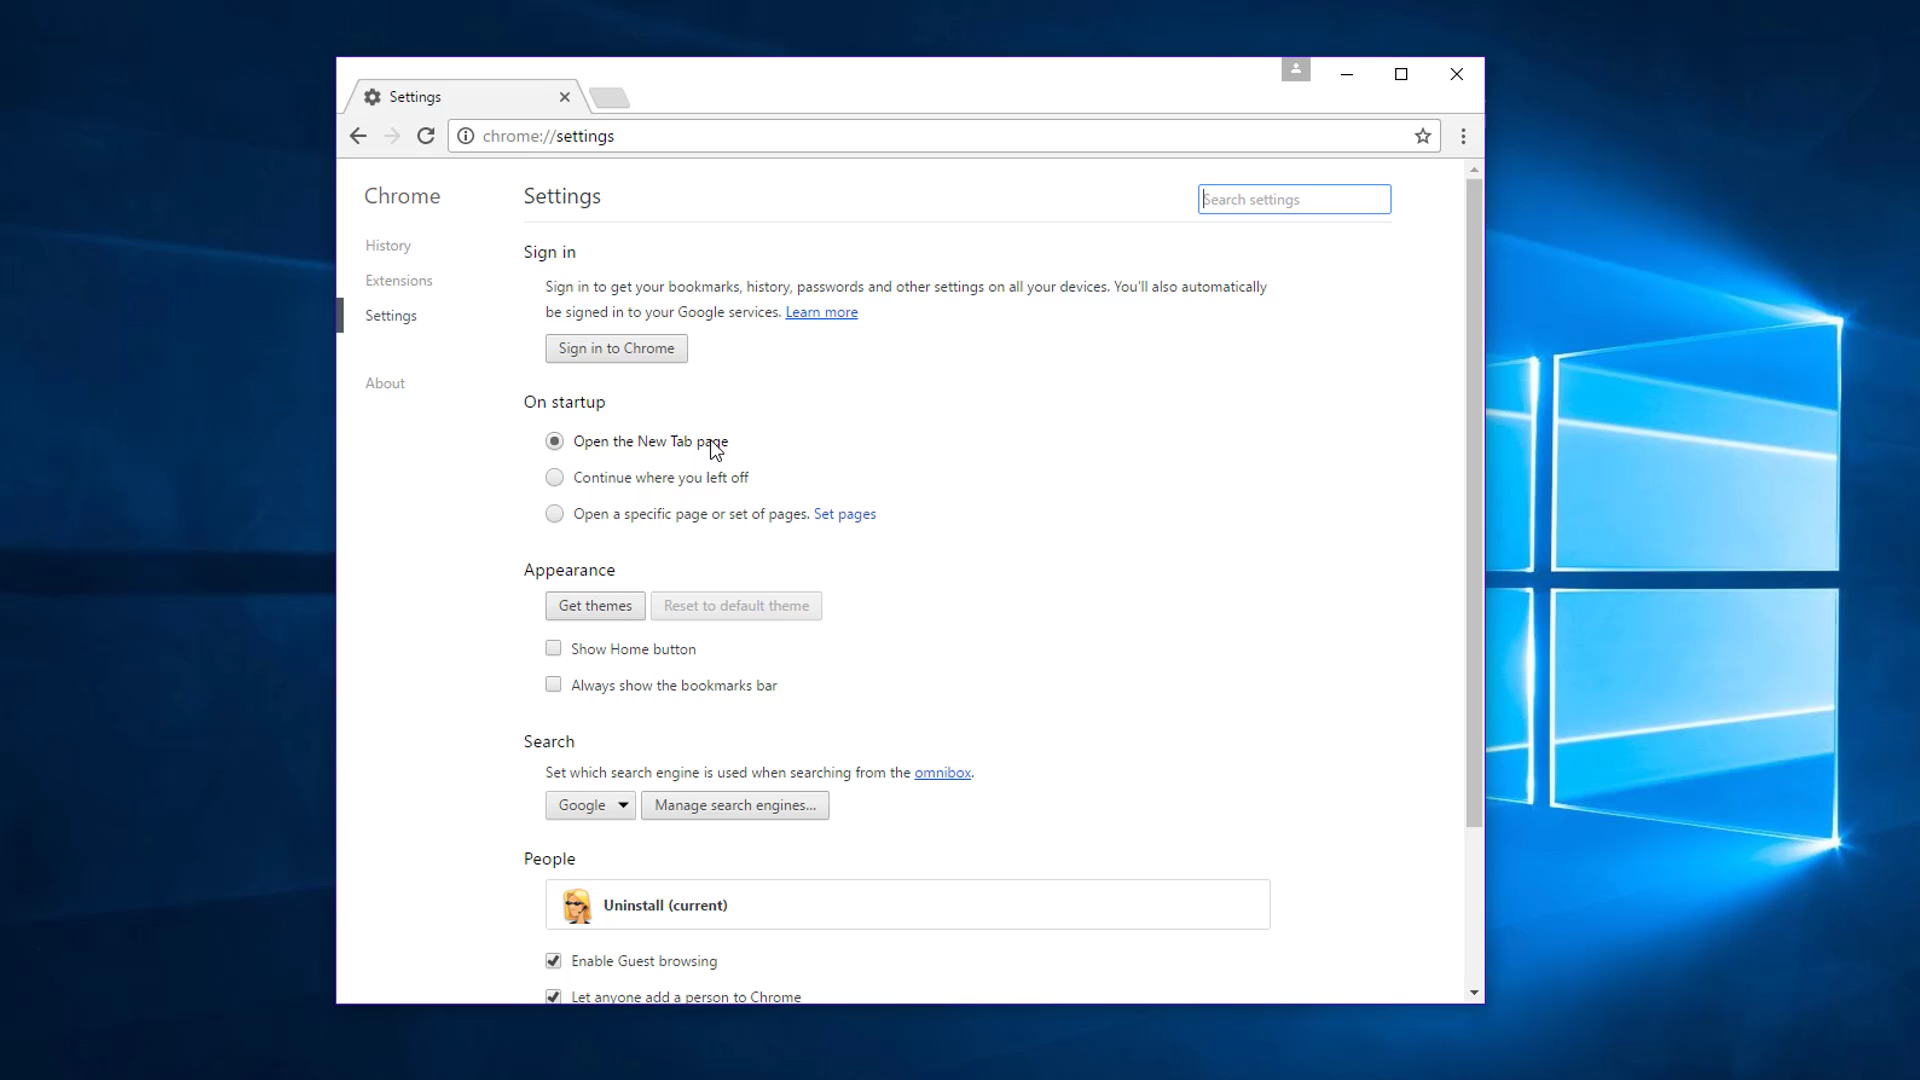 Settings
chrome://settings
Chrome
Settings
Search settings
History
Extensions
Settings
About
Sign in
Sign in to get your bookmarks, history, passwords and other settings on all your devices. You'll also automatically
be signed in to your Google services. Learn more
Sign in to Chrome
On startup
Open the New Tab page
Continue where you left off
Open a specific page or set of pages. Set pages
Appearance
Get themes
Reset to default theme
Show Home button
Always show the bookmarks bar
Search
Set which search engine is used when searching from the omnibox.
Google
Manage search engines...
People
Uninstall (current)
Enable Guest browsing
Let anyone add a person to Chrome